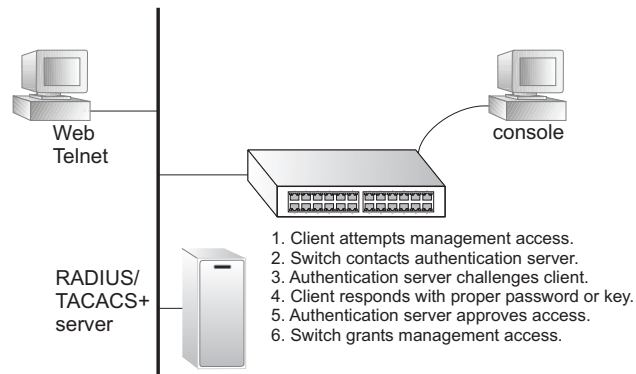 Web
Telnet
console
RADIUS/
TACACS+
server
1. Client attempts management access.
2. Switch contacts authentication server.
3. Authentication server challenges client.
4. Client responds with proper password or key.
5. Authentication server approves access.
6. Switch grants management access.